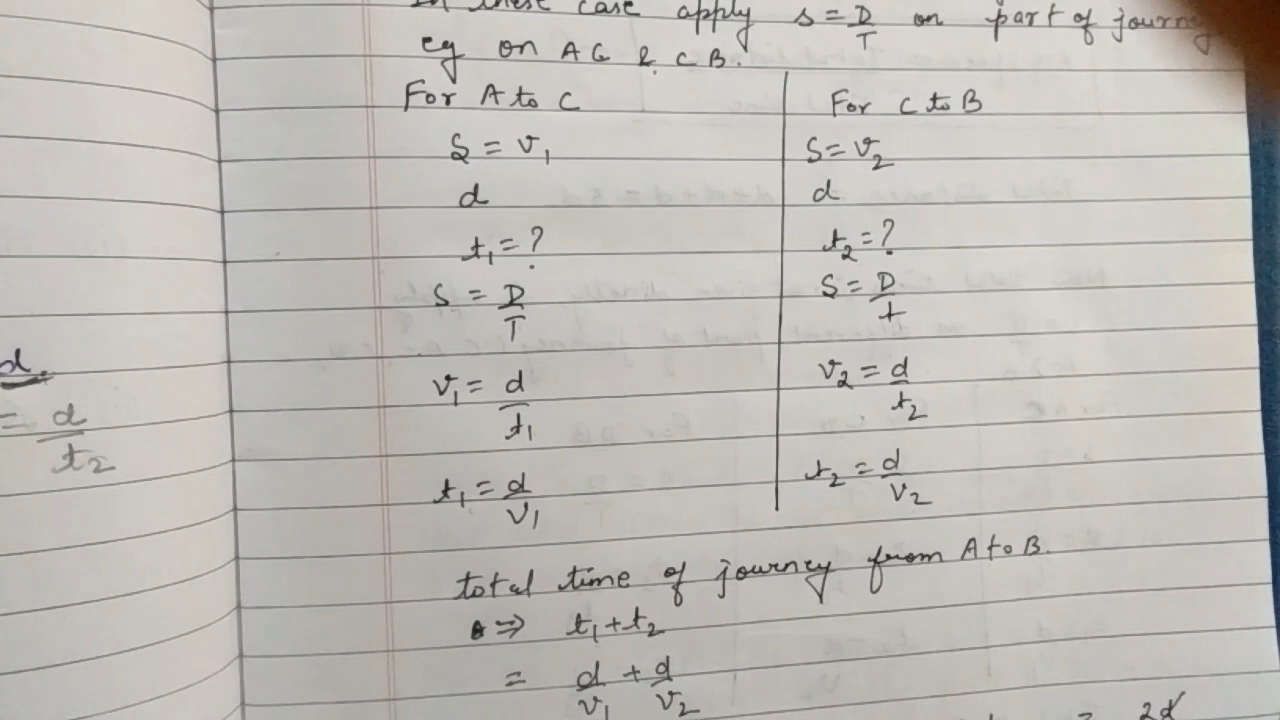 In these case apply s = D/T on part of journey
eg on AC & CB.
For A to C
S = v₁
d
t₁ = ?
S = D/T
v₁ = d/t₁
t₁ = d/v₁
For C to B
S = v₂
d
t₂ = ?
S = D/t
v₂ = d/t₂
t₂ = d/v₂
total time of journey from A to B.
⇒ t₁ + t₂
= d/v₁ + d/v₂
2d
d.
= d/t₂